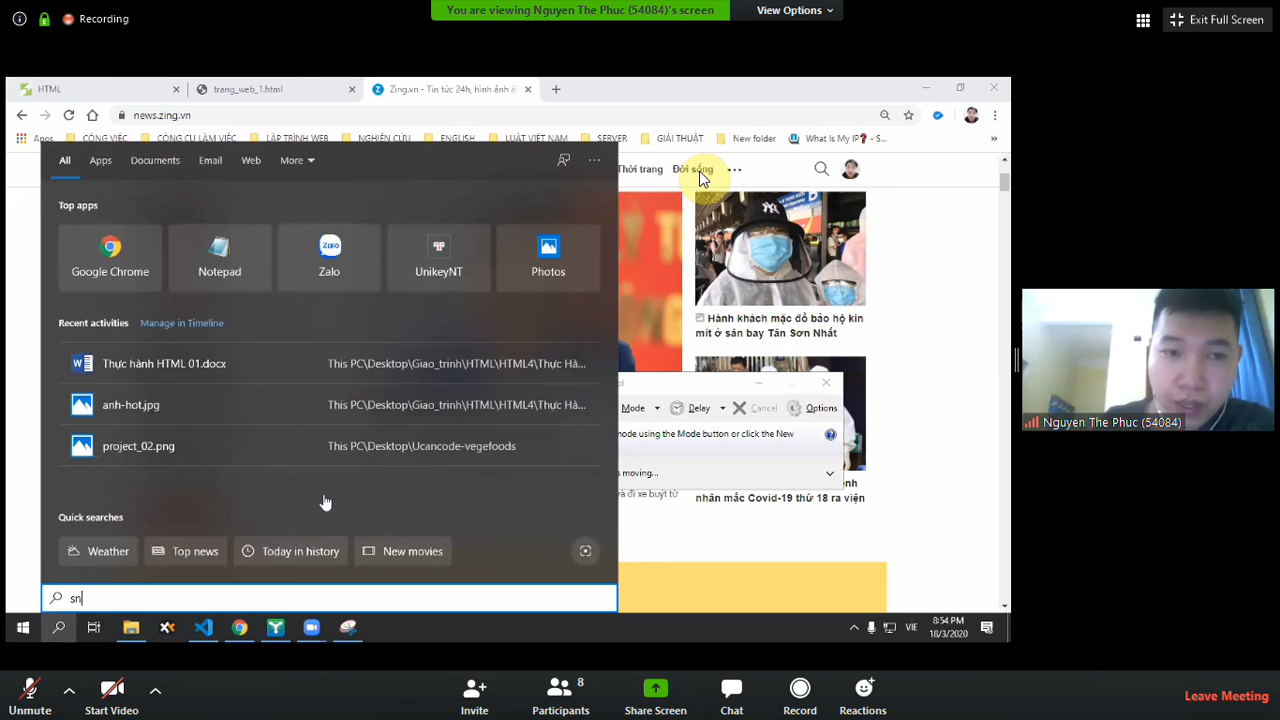 Recording
You are viewing Nguyen The Phuc (54084)'s screen
View Options
Exit Full Screen
HTML
trang_web_1.html
Zing.vn - Tin tức 24h, hình ảnh ấ
news.zing.vn
Apps
CÔNG VIỆC
CÔNG CỤ LÀM VIỆC
LẬP TRÌNH WEB
NGHIÊN CỨU
ENGLISH
LUẬT VIỆT NAM
SERVER
GIẢI THUẬT
New folder
What Is My IP? - S...
»
All
Apps
Documents
Email
Web
More
Thời trang
Đời sống
Top apps
Google Chrome
Notepad
Zalo
UnikeyNT
Photos
Recent activities
Manage in Timeline
Thực hành HTML 01.docx
This PC\Desktop\Giao_trinh\HTML\HTML4\Thực Hà...
anh-hot.jpg
This PC\Desktop\Giao_trinh\HTML\HTML4\Thực Hà...
project_02.png
This PC\Desktop\Ucancode-vegefoods
Quick searches
Weather
Top news
Today in history
New movies
sn
Hành khách mặc đồ bảo hộ kín
mít ở sân bay Tân Sơn Nhất
Mode
Delay
Cancel
Options
mode using the Mode button or click the New
s moving...
và đi xe buýt từ
nhân mắc Covid-19 thứ 18 ra viện
VIE
8:54 PM
18/3/2020
Nguyen The Phuc (54084)
Unmute
Start Video
Invite
8
Participants
Share Screen
Chat
Record
Reactions
Leave Meeting